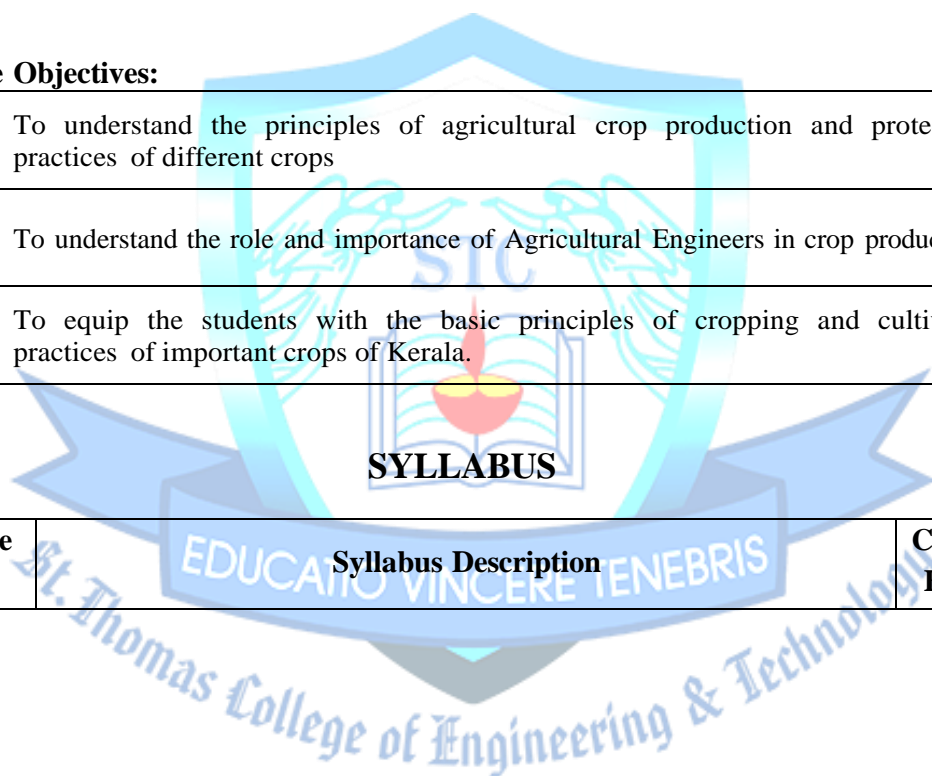 e Objectives:
To understand the principles of agricultural crop production and prote
practices of different crops
To understand the role and importance of Agricultural Engineers in crop produc
To equip the students with the basic principles of cropping and cultiv
practices of important crops of Kerala.
STC
SYLLABUS
e
Syllabus Description
C
EDUCATIO VINCERE TENEBRIS
St. Thomas College of Engineering & Technology